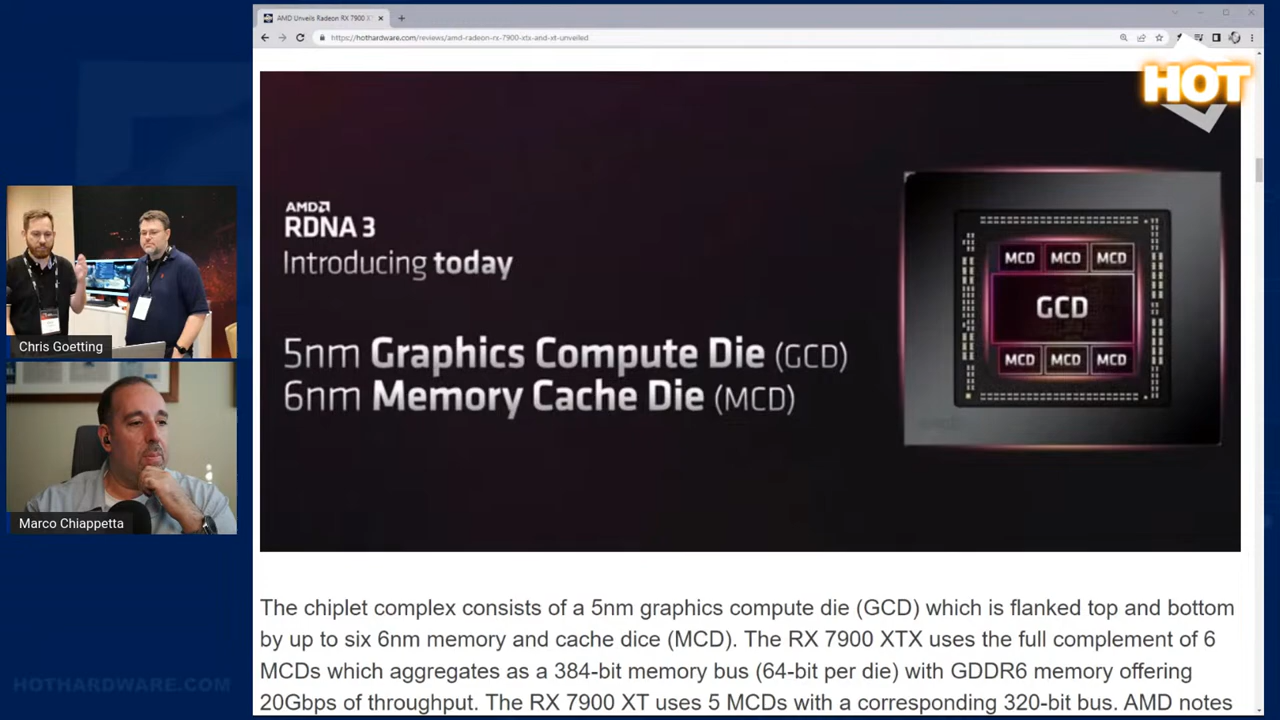 AMD Unveils Radeon RX 7900 X
https://hothardware.com/reviews/amd-radeon-rx-7900-xtx-and-xt-unveiled
HOT
AMD
RDNA 3
Introducing today
5nm Graphics Compute Die (GCD)
6nm Memory Cache Die (MCD)
MCD MCD MCD
GCD
MCD MCD MCD
Chris Goetting
Marco Chiappetta
The chiplet complex consists of a 5nm graphics compute die (GCD) which is flanked top and bottom
by up to six 6nm memory and cache dice (MCD). The RX 7900 XTX uses the full complement of 6
MCDs which aggregates as a 384-bit memory bus (64-bit per die) with GDDR6 memory offering
20Gbps of throughput. The RX 7900 XT uses 5 MCDs with a corresponding 320-bit bus. AMD notes
HOTHARDWARE.COM